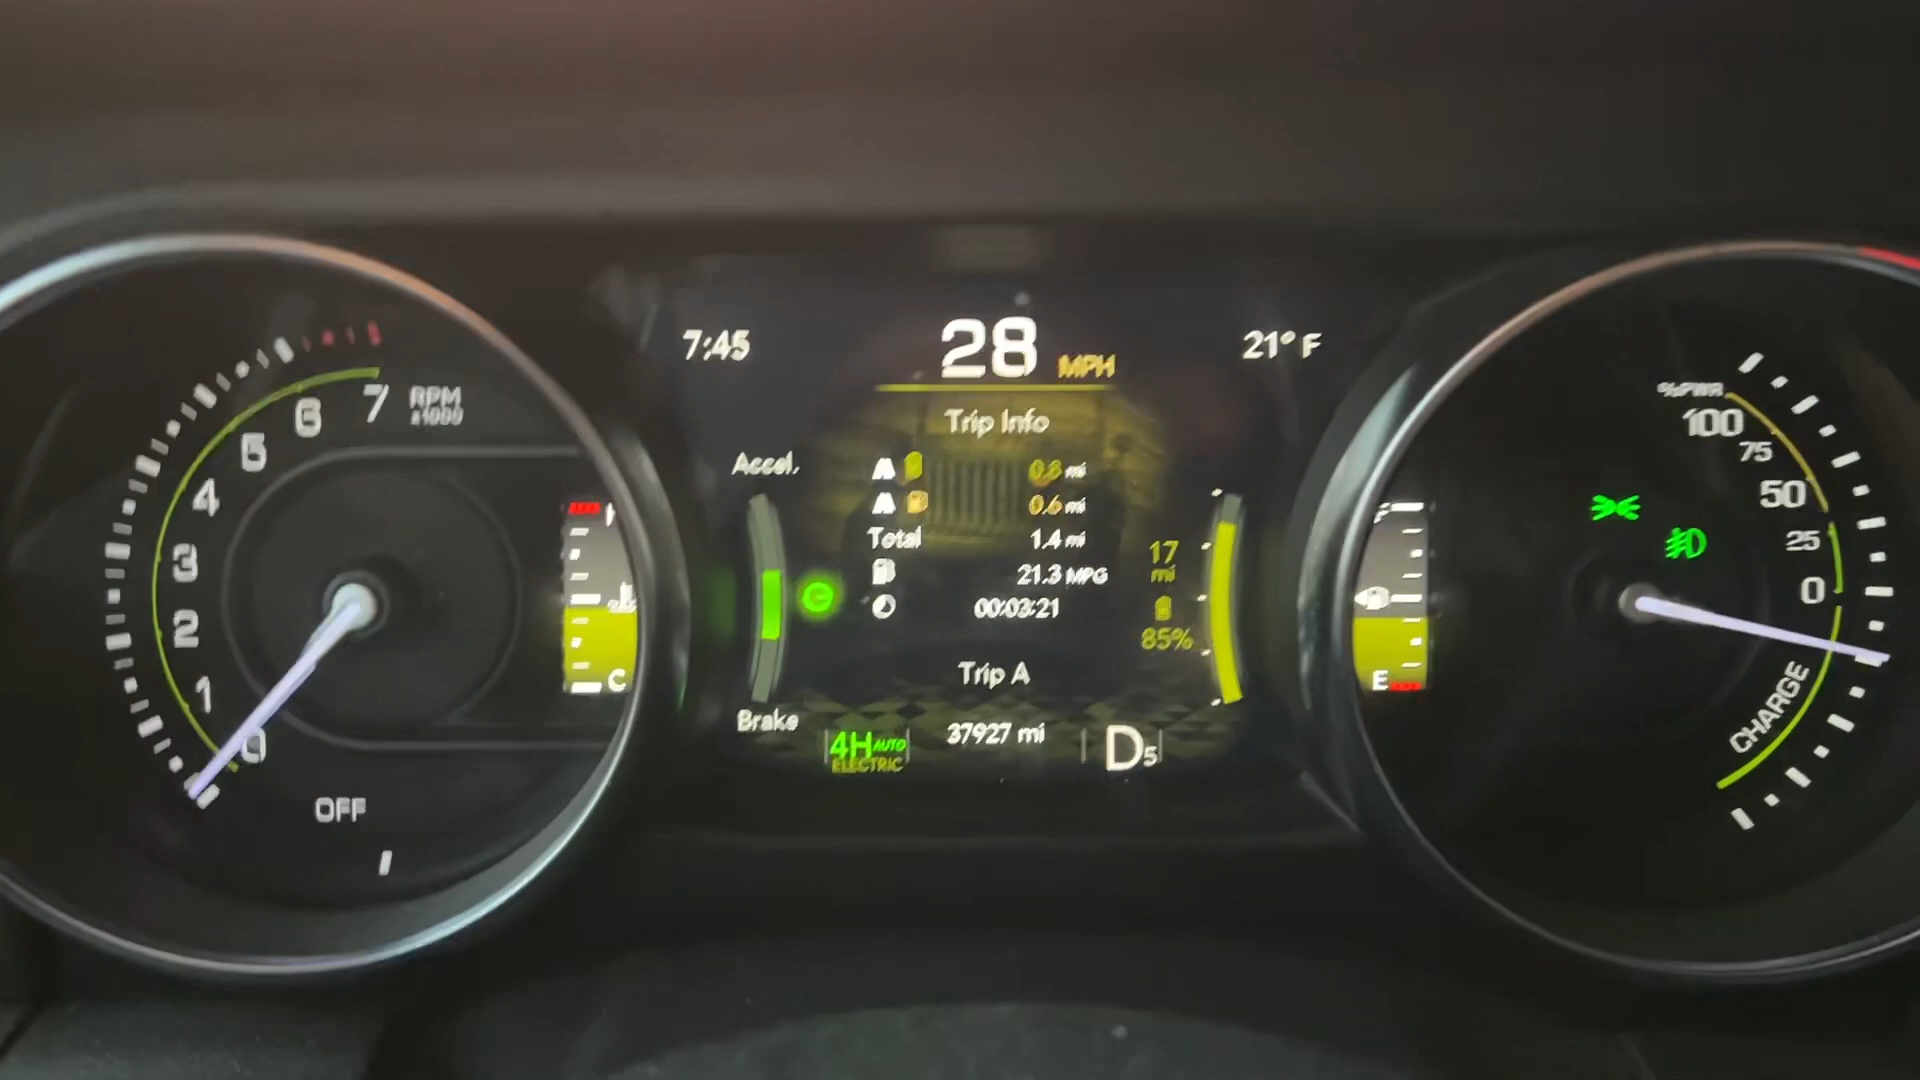 7:45
28 MPH
21° F
Trip Info
Accel.
0.8 mi
0.6 mi
Total 1.4 mi
21.3 MPG
00:03:21
17
mi
85%
Trip A
Brake
4H AUTO
ELECTRIC
37927 mi
D5
7
6
5
4
3
2
1
0
RPM
x1000
OFF
C
F
E
%PWR
100
75
50
25
0
CHARGE